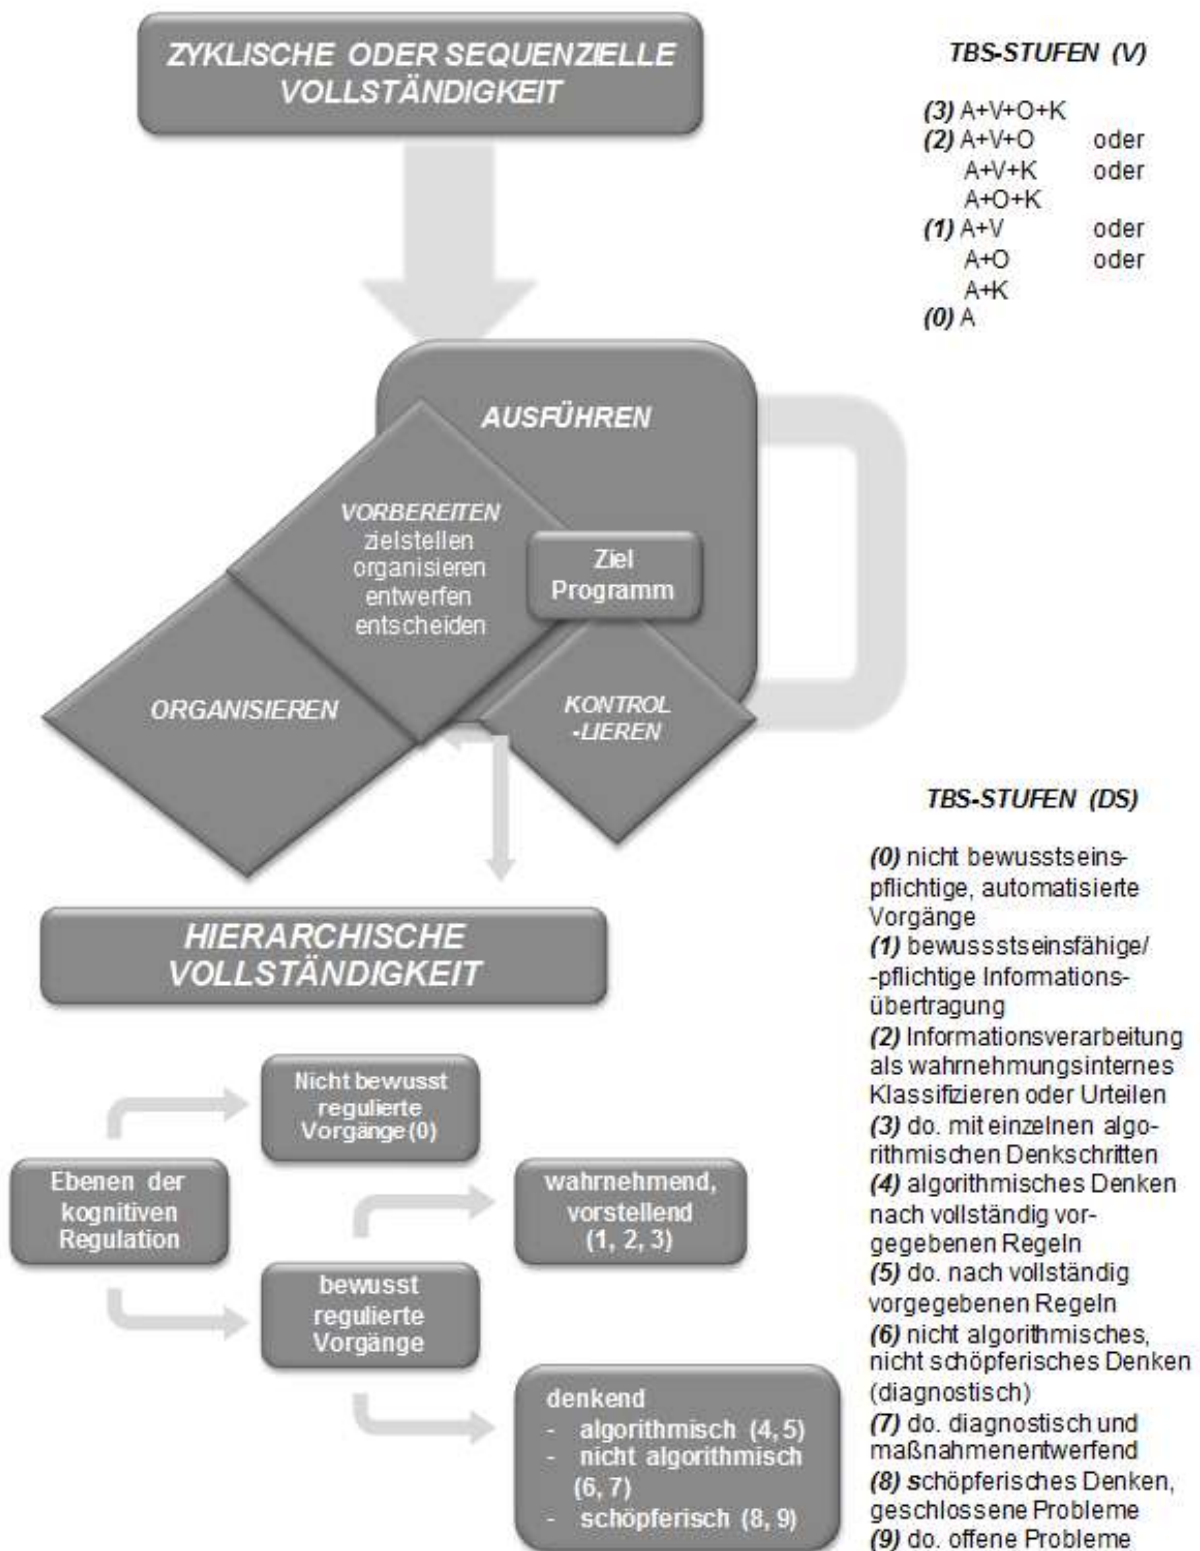 ZYKLISCHE ODER SEQUENZIELLE
VOLLSTÄNDIGKEIT
TBS-STUFEN (V)
(3) A+V+O+K
(2) A+V+O oder
A+V+K oder
A+O+K
(1) A+V oder
A+O oder
A+K
(0) A
AUSFÜHREN
VORBEREITEN
zielstellen
organisieren
entwerfen
entscheiden
Ziel
Programm
ORGANISIEREN
KONTROL
-LIEREN
TBS-STUFEN (DS)
(0) nicht bewusstseins-
pflichtige, automatisierte
Vorgänge
(1) bewussstseinsfähige/
-pflichtige Informations-
übertragung
(2) Informationsverarbeitung
als wahrnehmungsinternes
Klassifizieren oder Urteilen
(3) do. mit einzelnen algo-
rithmischen Denkschritten
(4) algorithmisches Denken
nach vollständig vor-
gegebenen Regeln
(5) do. nach vollständig
vorgegebenen Regeln
(6) nicht algorithmisches,
nicht schöpferisches Denken
(diagnostisch)
(7) do. diagnostisch und
maßnahmenentwerfend
(8) schöpferisches Denken,
geschlossene Probleme
(9) do. offene Probleme
HIERARCHISCHE
VOLLSTÄNDIGKEIT
Nicht bewusst
regulierte
Vorgänge (0)
Ebenen der
kognitiven
Regulation
wahrnehmend,
vorstellend
(1, 2, 3)
bewusst
regulierte
Vorgänge
denkend
- algorithmisch (4, 5)
- nicht algorithmisch
(6, 7)
- schöpferisch (8, 9)